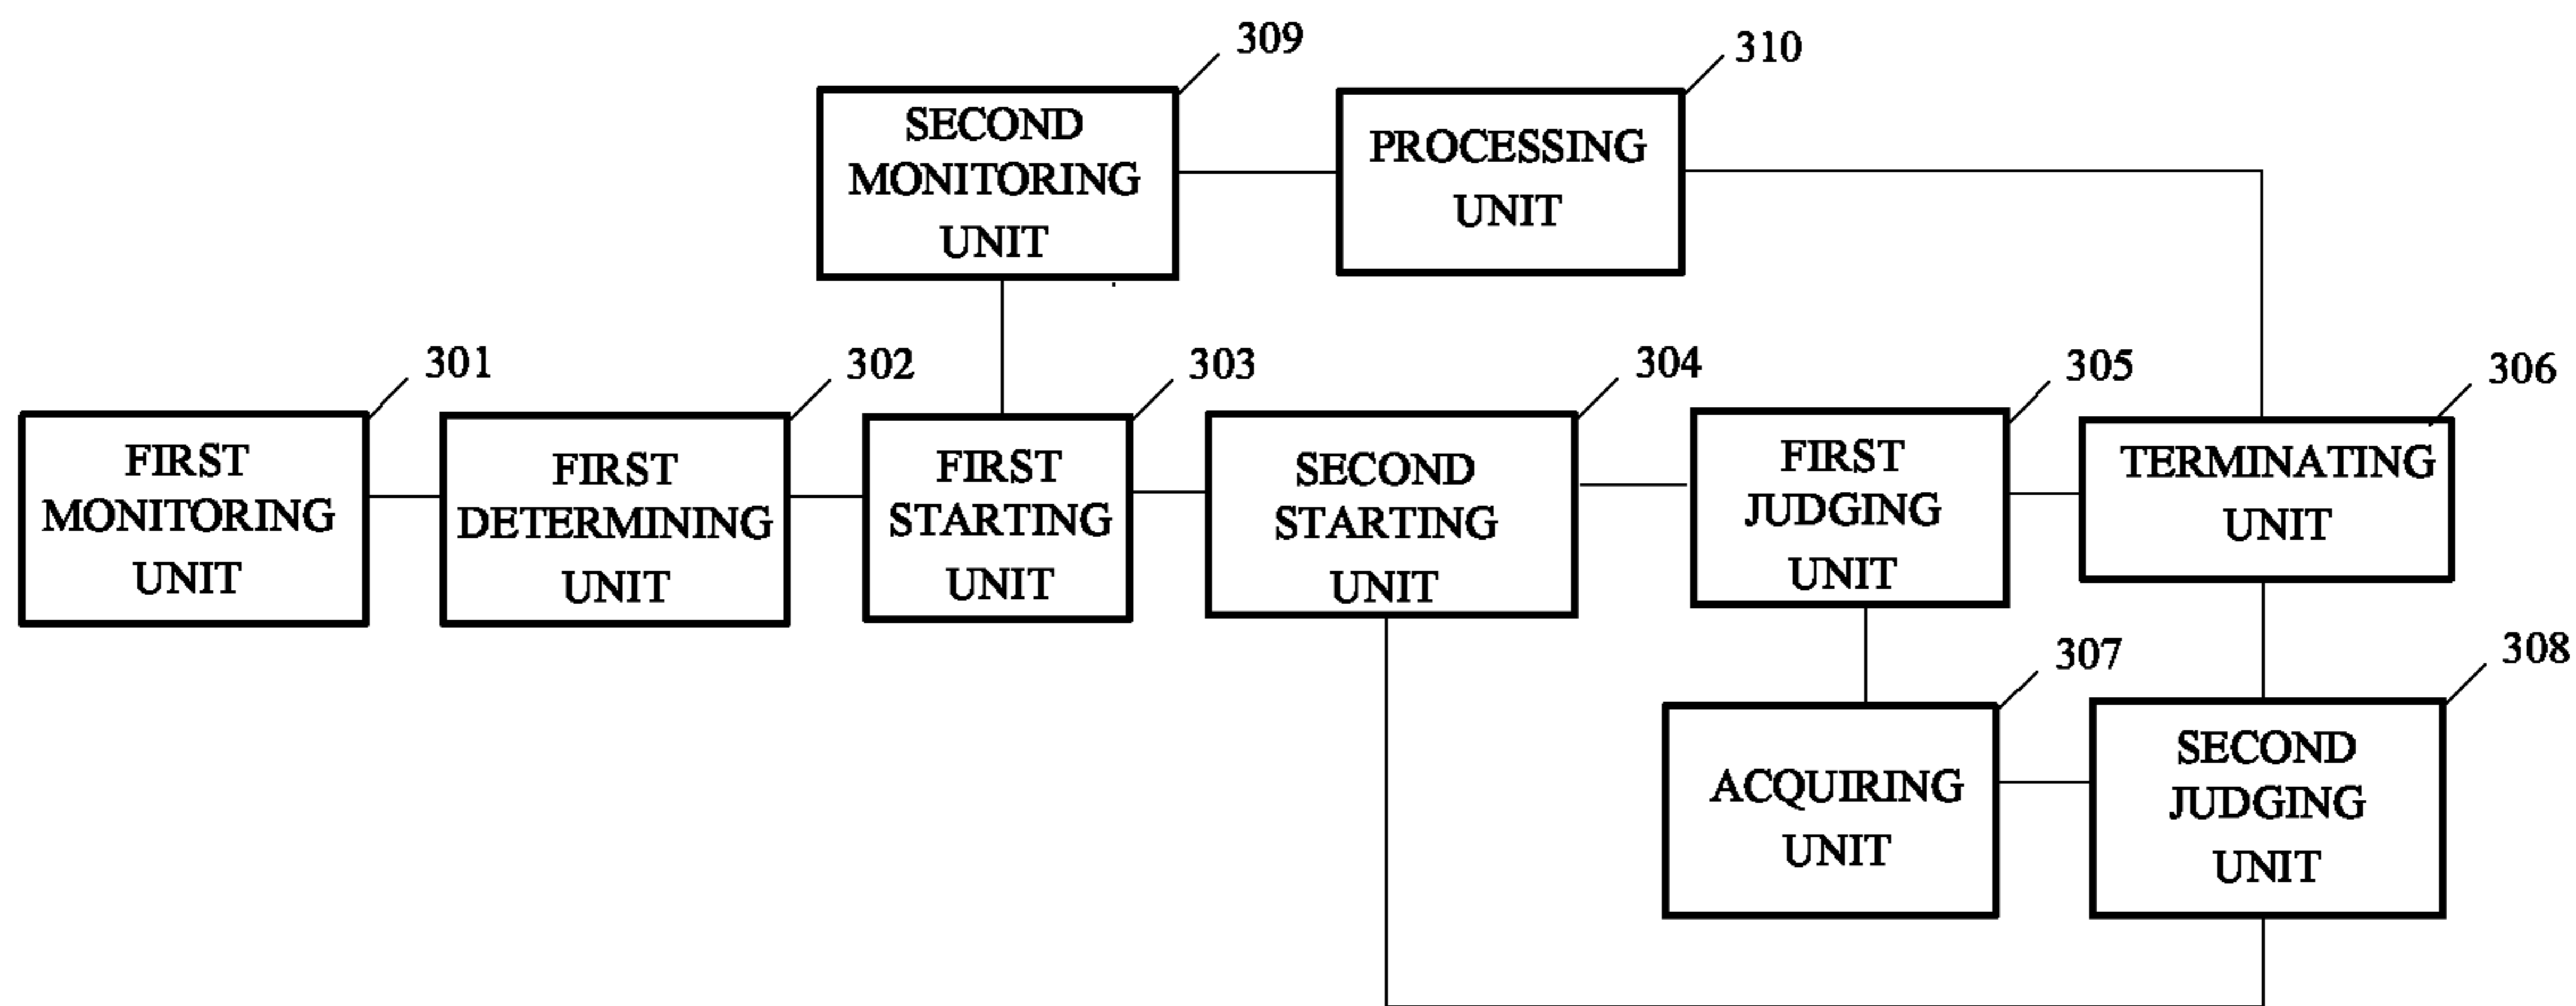 309
310
SECOND
MONITORING
UNIT
PROCESSING
UNIT
301
302
303
304
305
306
FIRST
MONITORING
UNIT
FIRST
DETERMINING
UNIT
FIRST
STARTING
UNIT
SECOND
STARTING
UNIT
FIRST
JUDGING
UNIT
TERMINATING
UNIT
307
308
ACQUIRING
UNIT
SECOND
JUDGING
UNIT